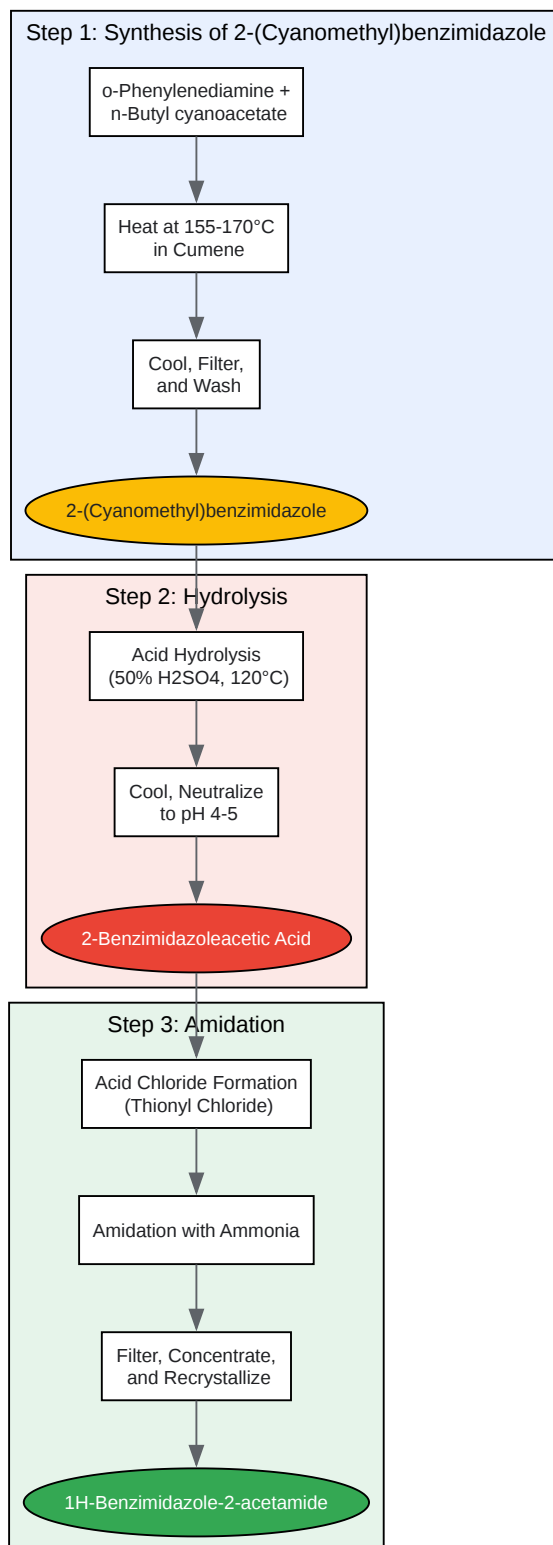 Step 1: Synthesis of 2-(Cyanomethyl)benzimidazole
o-Phenylenediamine +
n-Butyl cyanoacetate
Heat at 155-170°C
in Cumene
Cool, Filter,
and Wash
2-(Cyanomethyl)benzimidazole
Step 2: Hydrolysis
Acid Hydrolysis
(50% H2SO4, 120°C)
Cool, Neutralize
to pH 4-5
2-Benzimidazoleacetic Acid
Step 3: Amidation
Acid Chloride Formation
(Thionyl Chloride)
Amidation with Ammonia
Filter, Concentrate,
and Recrystallize
1H-Benzimidazole-2-acetamide